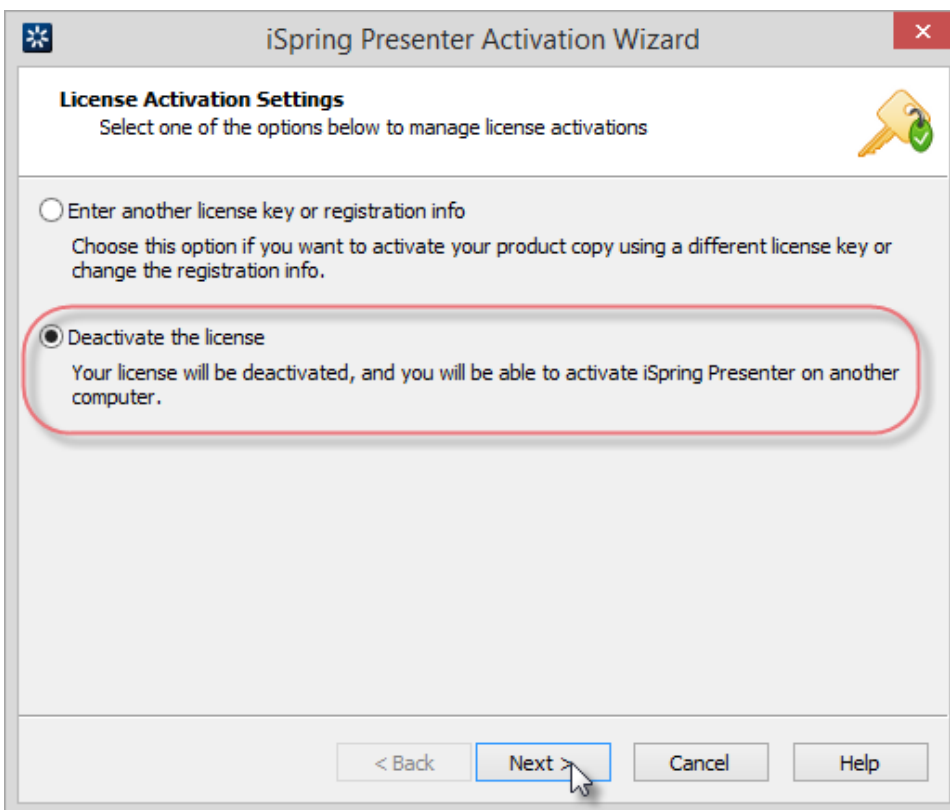 iSpring Presenter Activation Wizard
License Activation Settings
Select one of the options below to manage license activations
Enter another license key or registration info
Choose this option if you want to activate your product copy using a different license key or
change the registration info.
Deactivate the license
Your license will be deactivated, and you will be able to activate iSpring Presenter on another
computer.
< Back Next > Cancel Help